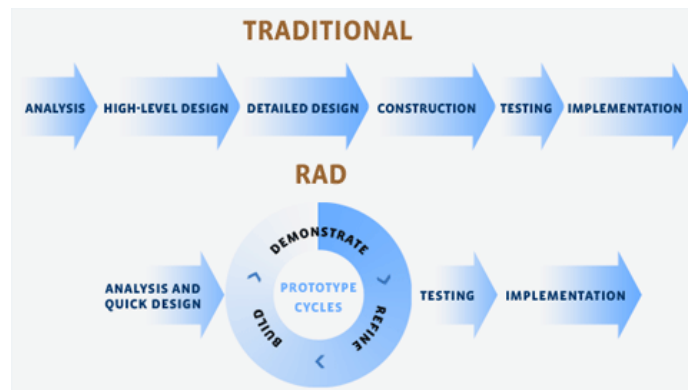 TRADITIONAL
ANALYSIS
HIGH-LEVEL DESIGN
DETAILED DESIGN
CONSTRUCTION
TESTING
IMPLEMENTATION
RAD
ANALYSIS AND
QUICK DESIGN
DEMONSTRATE
REFINE
BUILD
PROTOTYPE
CYCLES
TESTING
IMPLEMENTATION